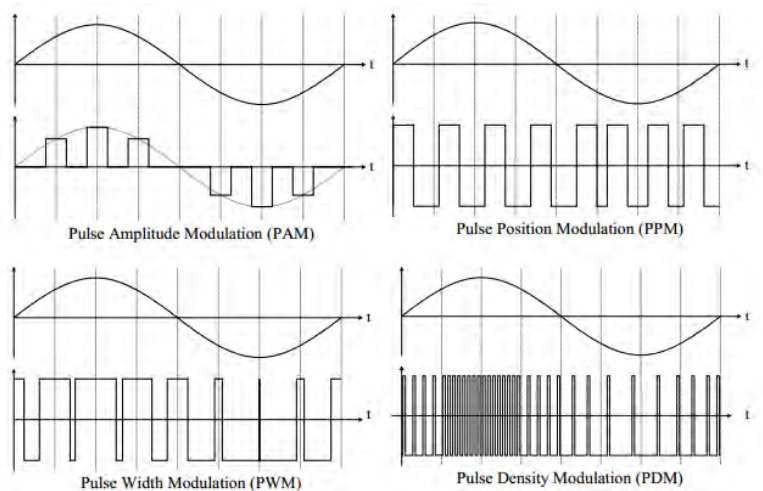 t
t
t
t
Pulse Amplitude Modulation (PAM)
Pulse Position Modulation (PPM)
t
t
t
t
Pulse Width Modulation (PWM)
Pulse Density Modulation (PDM)